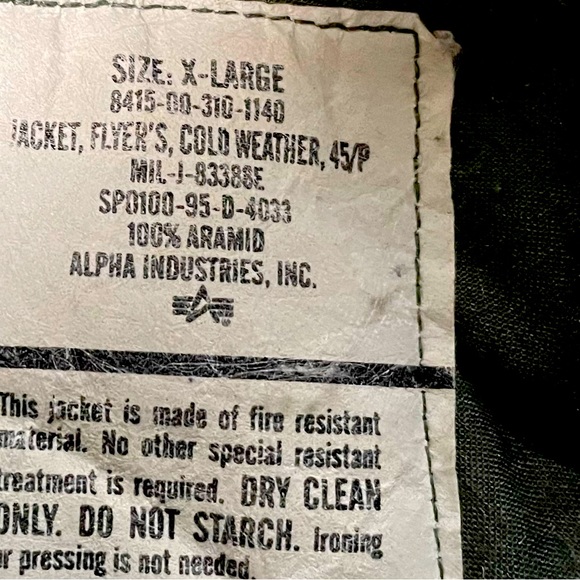 SIZE: X-LARGE
8415-00-310-1140
JACKET, FLYER'S, COLD WEATHER, 45/P
MIL-J-83388E
SP0100-95-D-4033
100% ARAMID
ALPHA INDUSTRIES, INC.
This jacket is made of fire resistant
material. No other special resistant
treatment is required. DRY CLEAN
ONLY. DO NOT STARCH. Ironing
or pressing is not needed.